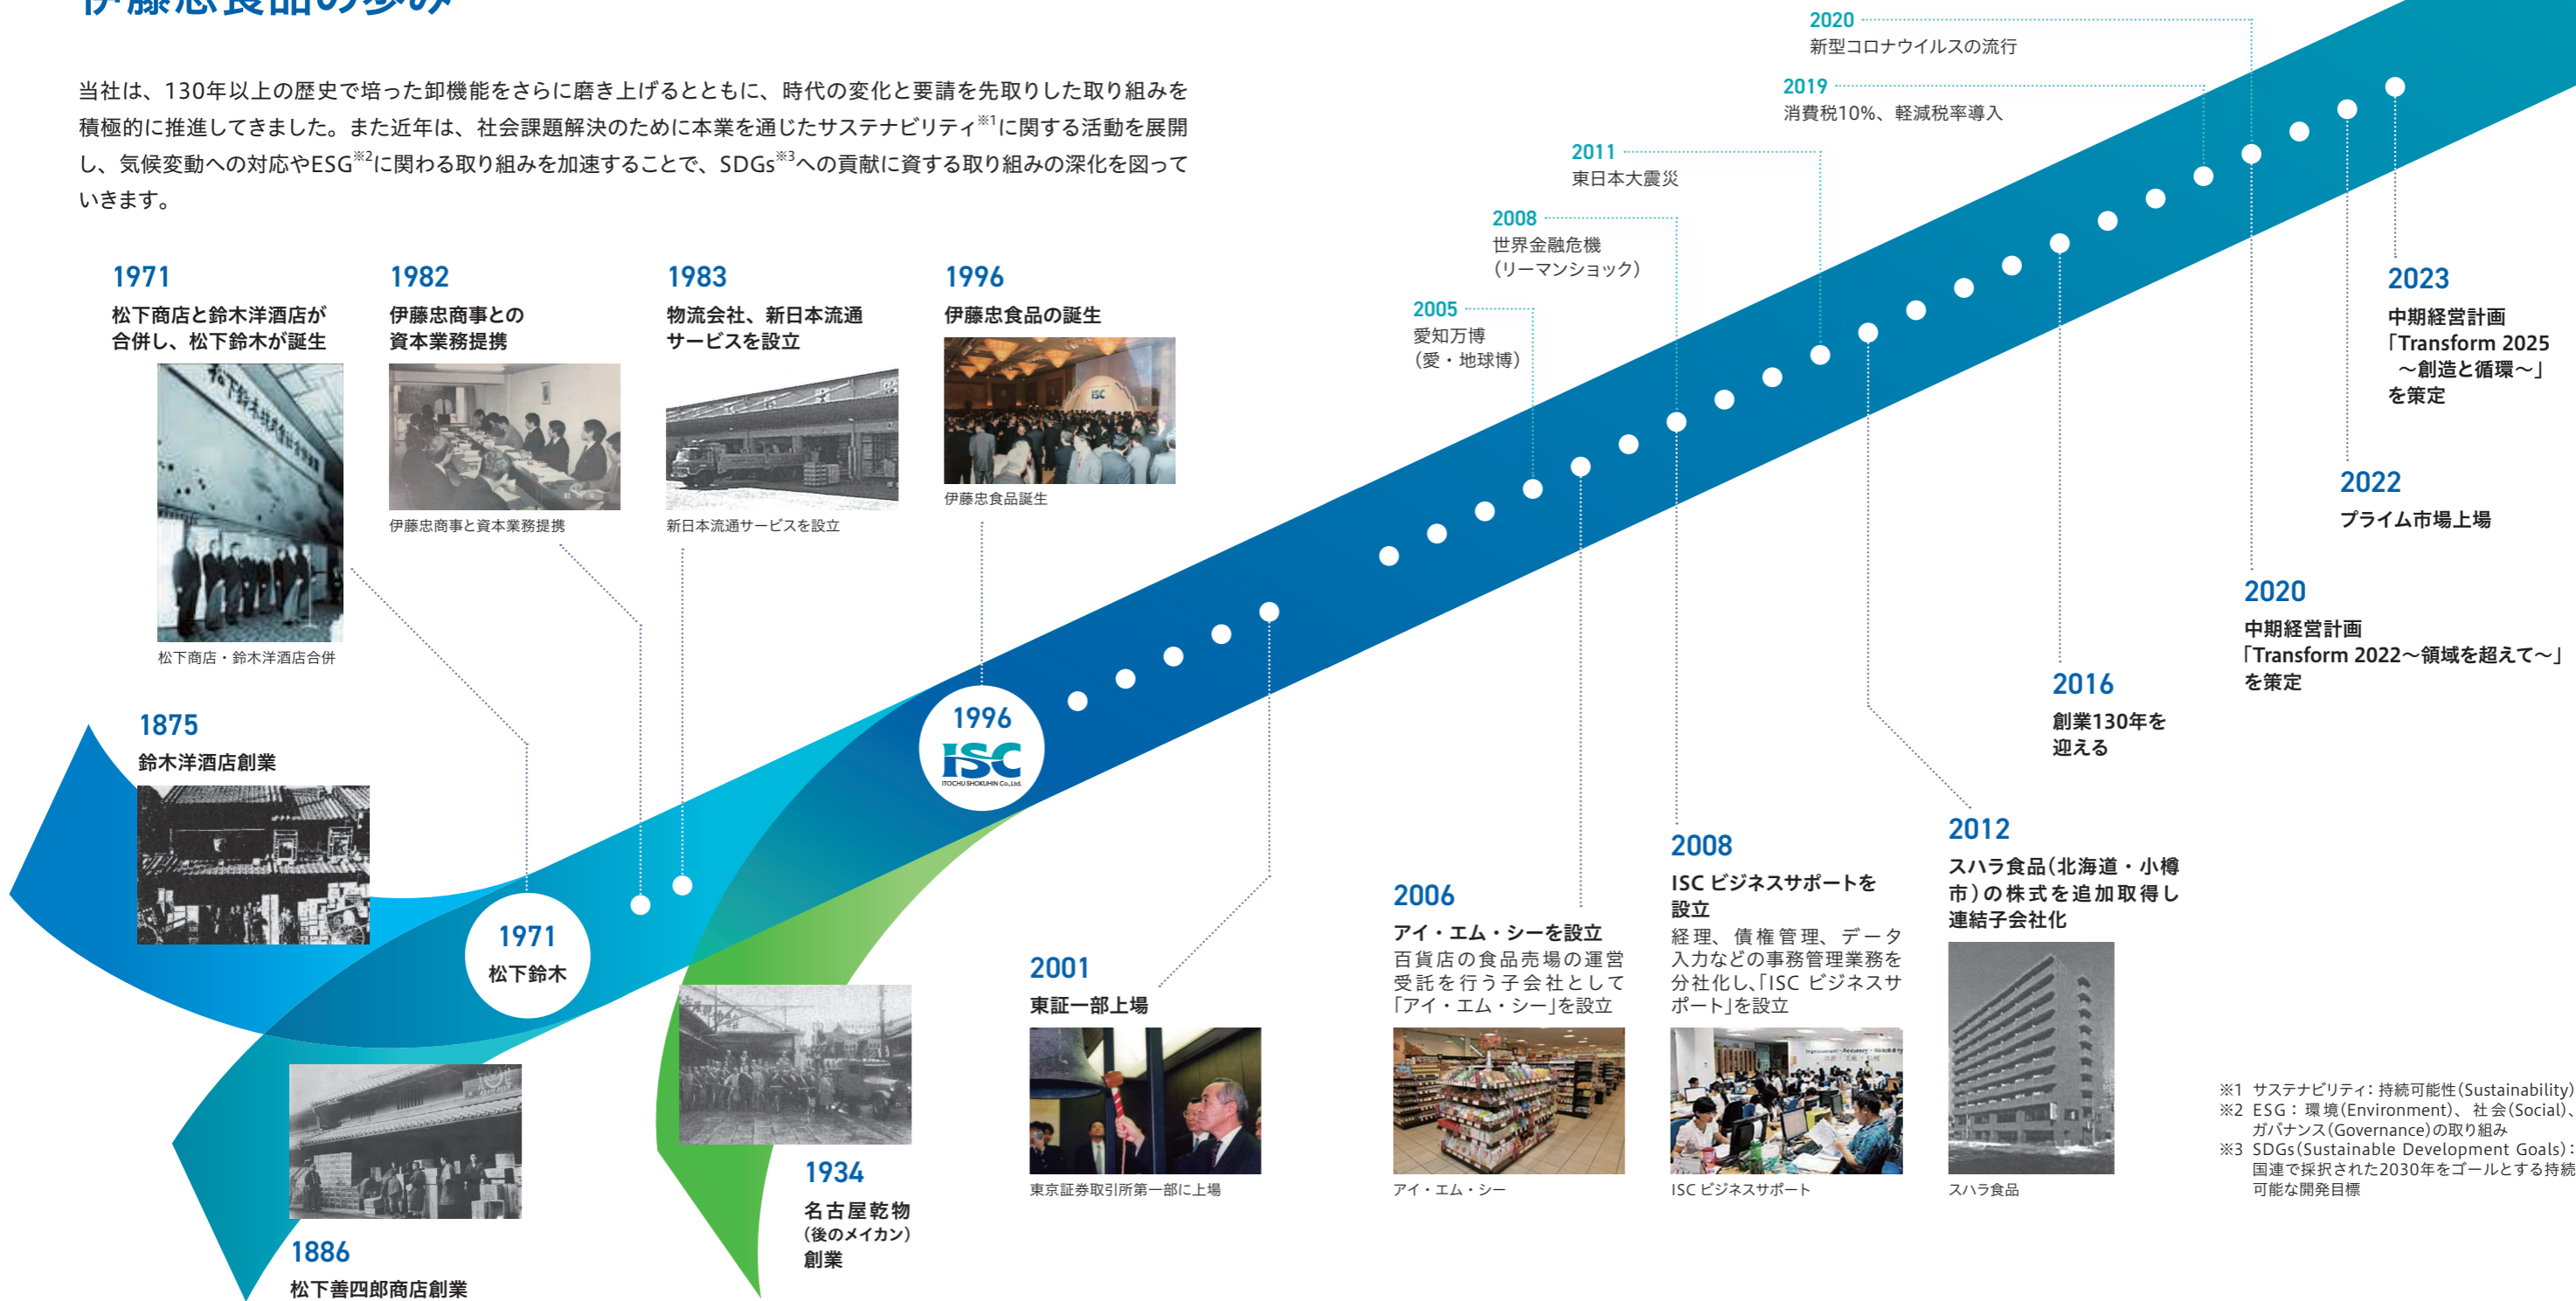 伊藤忠食品の歩み
当社は、130年以上の歴史で培った卸機能をさらに磨き上げるとともに、時代の変化と要請を先取りした取り組みを
積極的に推進してきました。また近年は、社会課題解決のために本業を通じたサステナビリティ※1に関する活動を展開
し、気候変動への対応やESG※2に関わる取り組みを加速することで、SDGs※3への貢献に資する取り組みの深化を図って
いきます。
1971
松下商店と鈴木洋酒店が
合併し、松下鈴木が誕生
松下商店・鈴木洋酒店合併
1982
伊藤忠商事との
資本業務提携
伊藤忠商事と資本業務提携
1983
物流会社、新日本流通
サービスを設立
新日本流通サービスを設立
1996
伊藤忠食品の誕生
ISC
伊藤忠食品誕生
1875
鈴木洋酒店創業
1971
松下鈴木
1886
松下善四郎商店創業
1934
名古屋乾物
（後のメイカン）
創業
1996
ISC
ITOCHU SHOKUHIN Co.,Ltd.
2001
東証一部上場
東京証券取引所第一部に上場
2005
愛知万博
（愛・地球博）
2008
世界金融危機
（リーマンショック）
2011
東日本大震災
2019
消費税10%、軽減税率導入
2020
新型コロナウイルスの流行
2006
アイ・エム・シーを設立
百貨店の食品売場の運営
受託を行う子会社として
「アイ・エム・シー」を設立
アイ・エム・シー
2008
ISC ビジネスサポートを
設立
経理、債権管理、データ
入力などの事務管理業務を
分社化し、「ISC ビジネスサ
ポート」を設立
Improvement・Accuracy・Reliability
ISC ビジネスサポート
2012
スハラ食品（北海道・小樽
市）の株式を追加取得し
連結子会社化
スハラ食品
2016
創業130年を
迎える
2020
中期経営計画
「Transform 2022～領域を超えて～」
を策定
2022
プライム市場上場
2023
中期経営計画
「Transform 2025
～創造と循環～」
を策定
※1 サステナビリティ：持続可能性（Sustainability）
※2 ESG：環境（Environment）、社会（Social）、
ガバナンス（Governance）の取り組み
※3 SDGs（Sustainable Development Goals）：
国連で採択された2030年をゴールとする持続
可能な開発目標